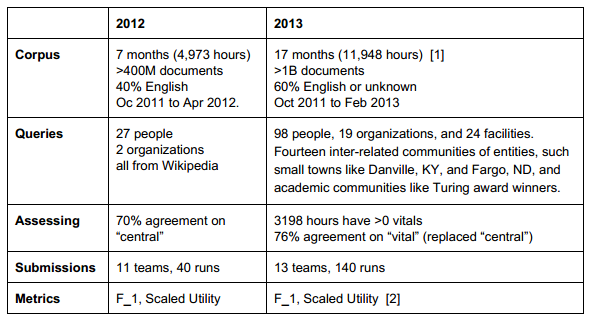 2012 2013
Corpus 7 months (4,973 hours) 17 months (11,948 hours) [1]
>400M documents >1B documents
40% English 60% English or unknown
Oc 2011 to Apr 2012. Oct 2011 to Feb 2013
Queries 27 people 98 people, 19 organizations, and 24 facilities.
2 organizations Fourteen inter-related communities of entities, such
all from Wikipedia small towns like Danville, KY, and Fargo, ND, and
academic communities like Turing award winners.
Assessing 70% agreement on 3198 hours have >0 vitals
“central” 76% agreement on “vital” (replaced “central”)
Submissions 11 teams, 40 runs 13 teams, 140 runs
Metrics F_1, Scaled Utility F_1, Scaled Utility [2]